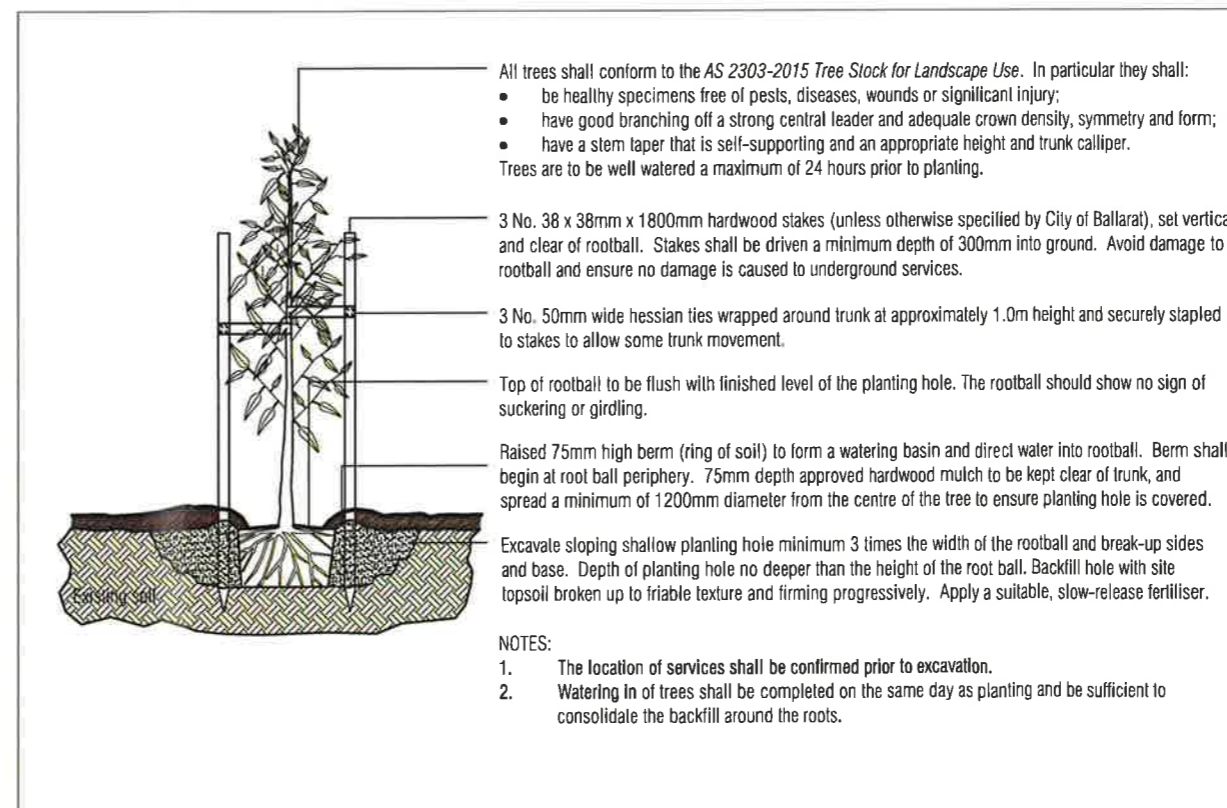 All trees shall conform to the AS 2303-2015 Tree Stock for Landscape Use. In particular they shall:
• be healthy specimens free of pests, diseases, wounds or significant injury;
• have good branching off a strong central leader and adequate crown density, symmetry and form;
• have a stem taper that is self-supporting and an appropriate height and trunk calliper.
Trees are to be well watered a maximum of 24 hours prior to planting.
3 No. 38 x 38mm x 1800mm hardwood stakes (unless otherwise specified by City of Ballarat), set vertica
and clear of rootball. Stakes shall be driven a minimum depth of 300mm into ground. Avoid damage to
rootball and ensure no damage is caused to underground services.
3 No. 50mm wide hessian ties wrapped around trunk at approximately 1.0m height and securely stapled
to stakes to allow some trunk movement.
Top of rootball to be flush with finished level of the planting hole. The rootball should show no sign of
suckering or girdling.
Raised 75mm high berm (ring of soil) to form a watering basin and direct water into rootball. Berm shall
begin at root ball periphery. 75mm depth approved hardwood mulch to be kept clear of trunk, and
spread a minimum of 1200mm diameter from the centre of the tree to ensure planting hole is covered.
Excavate sloping shallow planting hole minimum 3 times the width of the rootball and break-up sides
and base. Depth of planting hole no deeper than the height of the root ball. Backfill hole with site
topsoil broken up to friable texture and firming progressively. Apply a suitable, slow-release fertiliser.
Existing soil
NOTES:
1. The location of services shall be confirmed prior to excavation.
2. Watering in of trees shall be completed on the same day as planting and be sufficient to
consolidate the backfill around the roots.